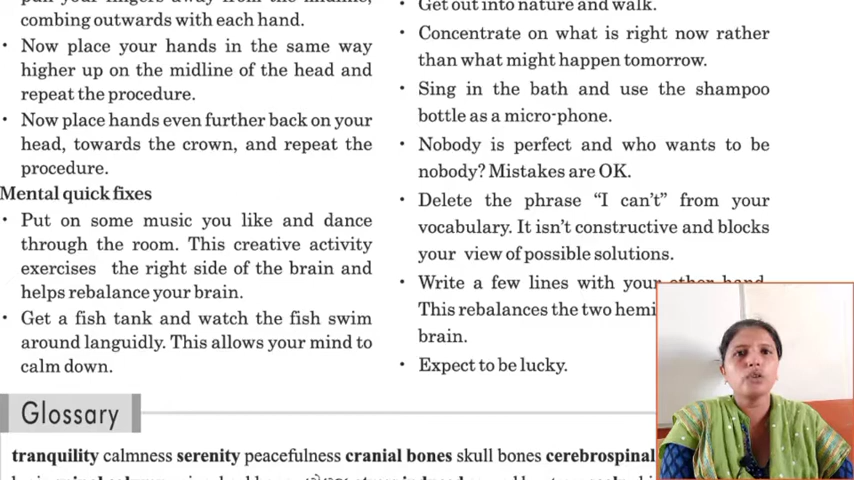 combing outwards with each hand.
• Now place your hands in the same way
higher up on the midline of the head and
repeat the procedure.
• Now place hands even further back on your
head, towards the crown, and repeat the
procedure.
Mental quick fixes
• Put on some music you like and dance
through the room. This creative activity
exercises the right side of the brain and
helps rebalance your brain.
• Get a fish tank and watch the fish swim
around languidly. This allows your mind to
calm down.
• Get out into nature and walk.
• Concentrate on what is right now rather
than what might happen tomorrow.
• Sing in the bath and use the shampoo
bottle as a micro-phone.
• Nobody is perfect and who wants to be
nobody? Mistakes are OK.
• Delete the phrase “I can’t” from your
vocabulary. It isn’t constructive and blocks
your view of possible solutions.
• Write a few lines with your other hand.
This rebalances the two hemi
brain.
• Expect to be lucky.
Glossary
tranquility calmness serenity peacefulness cranial bones skull bones cerebrospinal